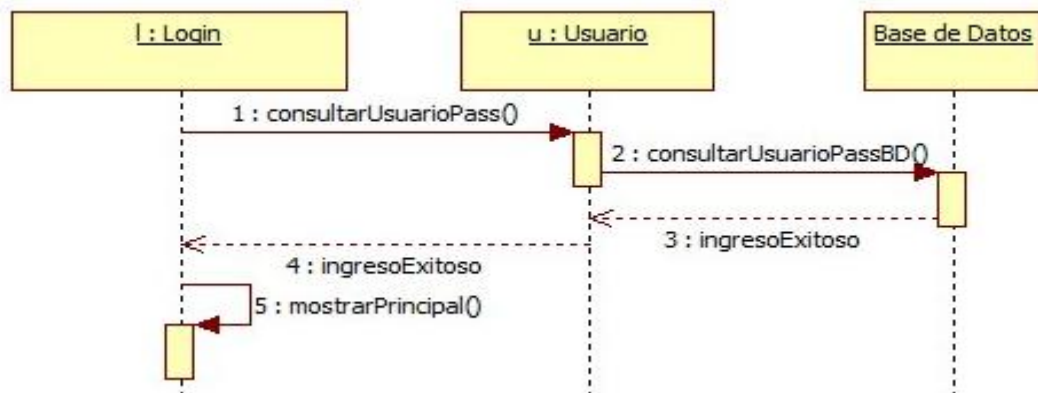 l : Login
u : Usuario
Base de Datos
1 : consultarUsuarioPass()
2 : consultarUsuarioPassBD()
3 : ingresoExitoso
4 : ingresoExitoso
5 : mostrarPrincipal()